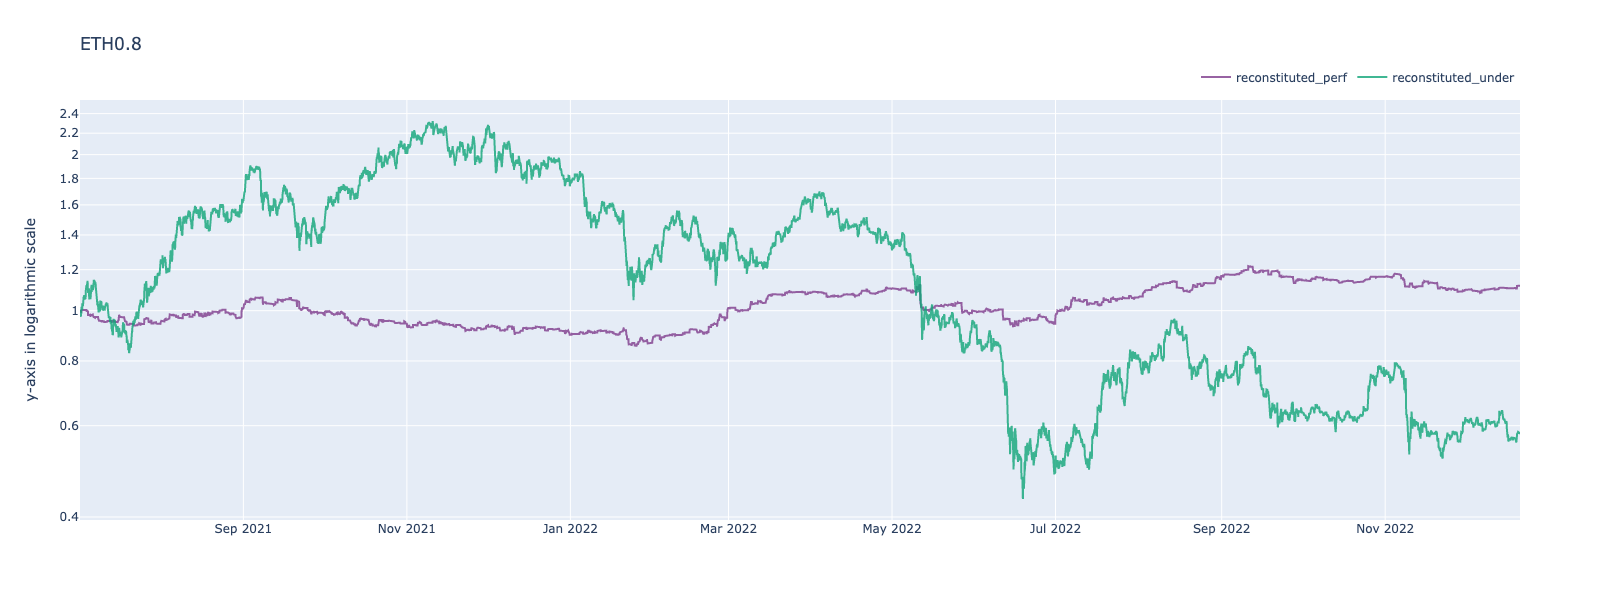 ETH0.8
reconstituted_perf
reconstituted_under
y-axis in logarithmic scale
2.4
2.2
2
1.8
1.6
1.4
1.2
1
0.8
0.6
0.4
Sep 2021
Nov 2021
Jan 2022
Mar 2022
May 2022
Jul 2022
Sep 2022
Nov 2022